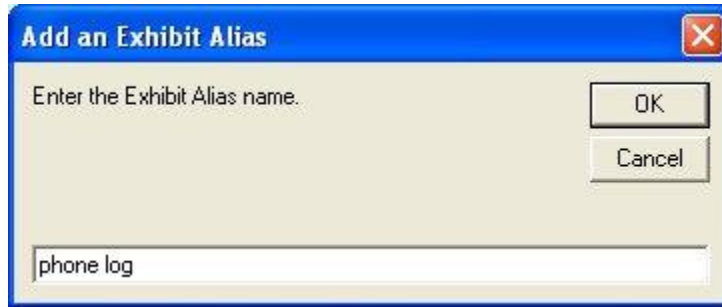 Add an Exhibit Alias
Enter the Exhibit Alias name.
OK
Cancel
phone log